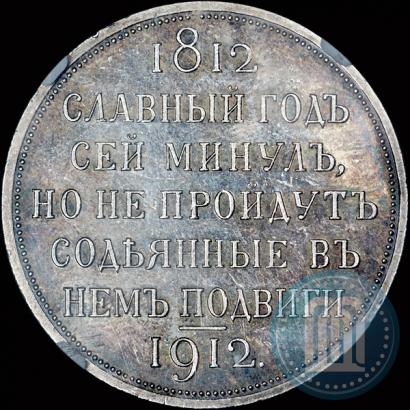 1812
СЛАВНЫЙ ГОДЪ
СЕЙ МИНУЛЪ,
НО НЕ ПРОЙДУТЪ
СОДѢЯННЫЕ ВЪ
НЕМЪ ПОДВИГИ
1912.